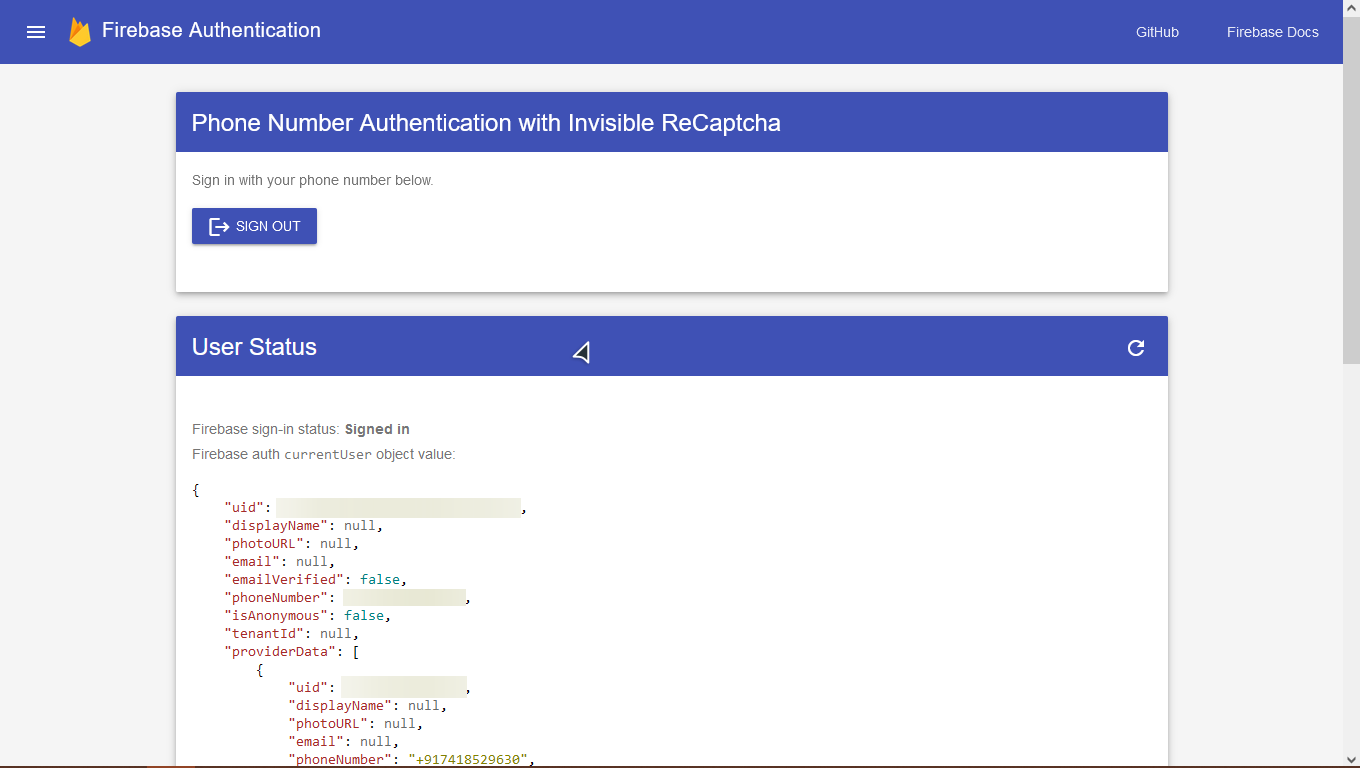 Firebase Authentication
GitHub
Firebase Docs
Phone Number Authentication with Invisible ReCaptcha
Sign in with your phone number below.
SIGN OUT
User Status
Firebase sign-in status: Signed in
Firebase auth currentUser object value:
{
"uid": ,
"displayName": null,
"photoURL": null,
"email": null,
"emailVerified": false,
"phoneNumber": ,
"isAnonymous": false,
"tenantId": null,
"providerData": [
{
"uid": ,
"displayName": null,
"photoURL": null,
"email": null,
"phoneNumber": "+917418529630",